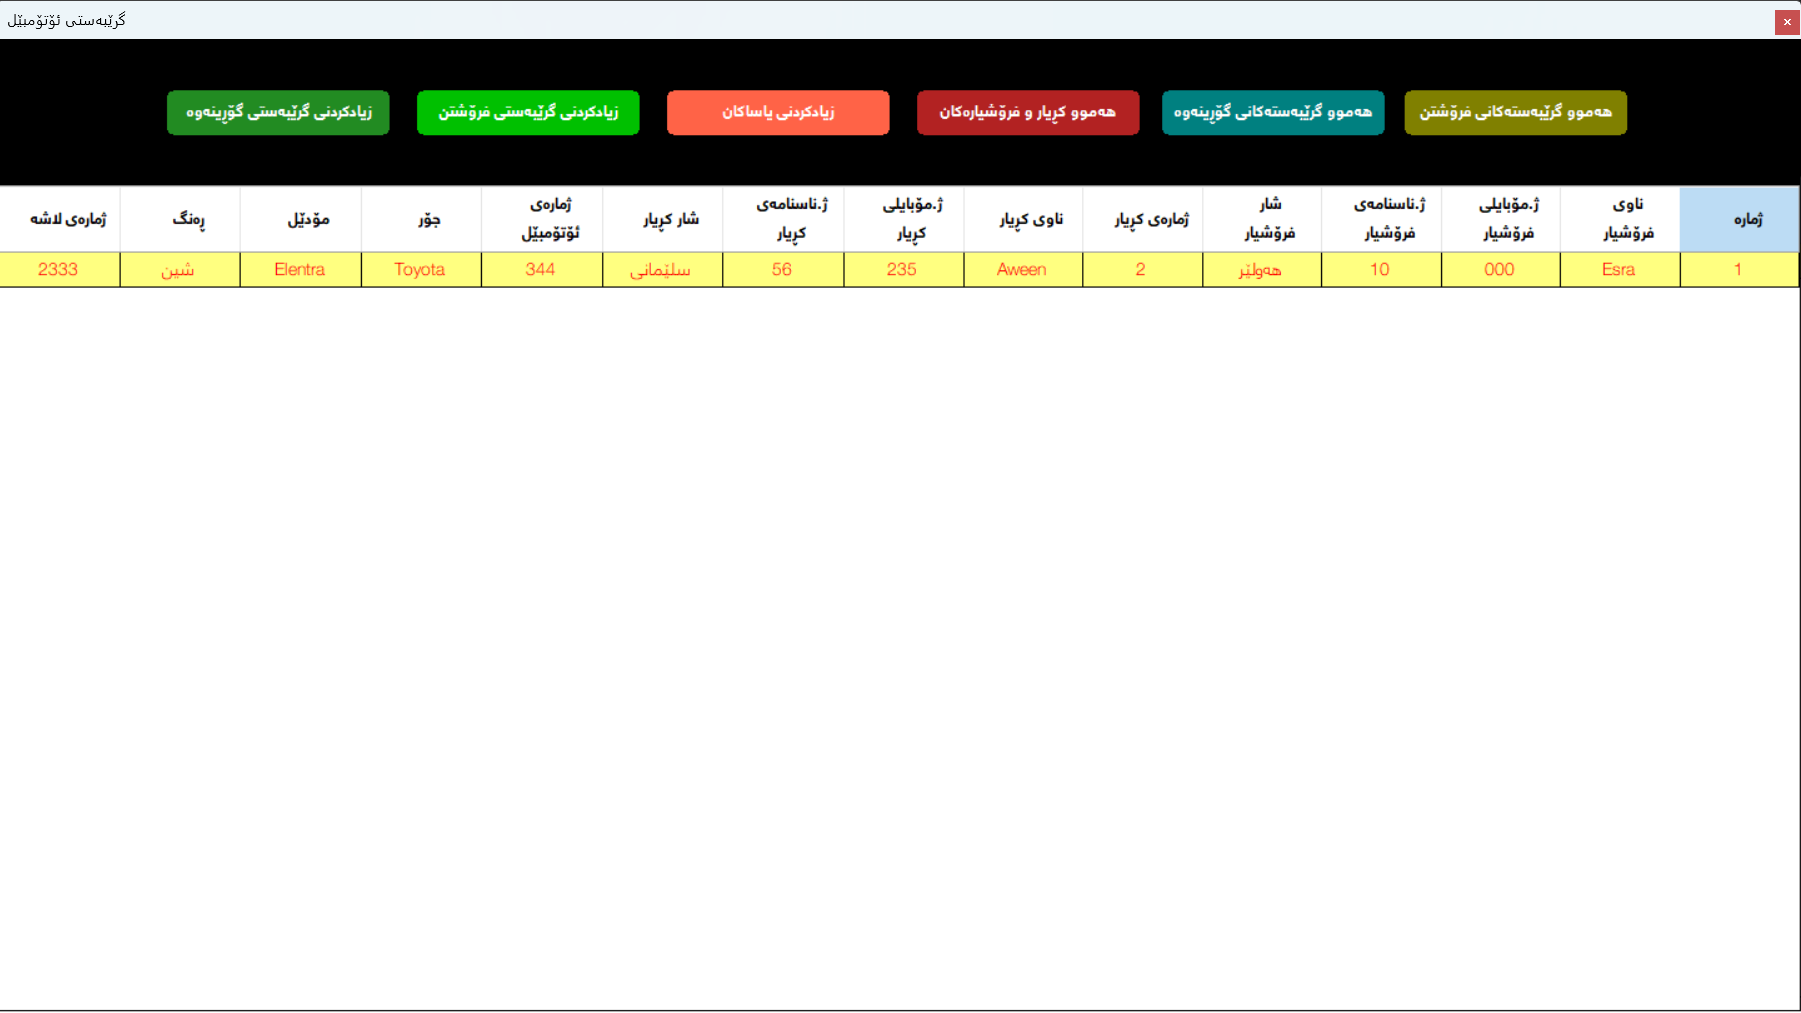 گرێبەستی ئۆتۆمبێل
هەموو گرێبەستەکانی فرۆشتن
هەموو گرێبەستەکانی گۆڕینەوە
هەموو کڕیار و فرۆشیارەکان
زیادکردنی یاساکان
زیادکردنی گرێبەستی فرۆشتن
زیادکردنی گرێبەستی گۆڕینەوە
ژمارە
ناوی
فرۆشیار
ژ.مۆبایلی
فرۆشیار
ژ.ناسنامەی
فرۆشیار
شار
فرۆشیار
ژمارەی کڕیار
ناوی کڕیار
ژ.مۆبایلی
کڕیار
ژ.ناسنامەی
کڕیار
شار کڕیار
ژمارەی
ئۆتۆمبێل
جۆر
مۆدێل
ڕەنگ
ژمارەی لاشە
1
Esra
000
10
هەولێر
2
Aween
235
56
سلێمانی
344
Toyota
Elentra
شین
2333